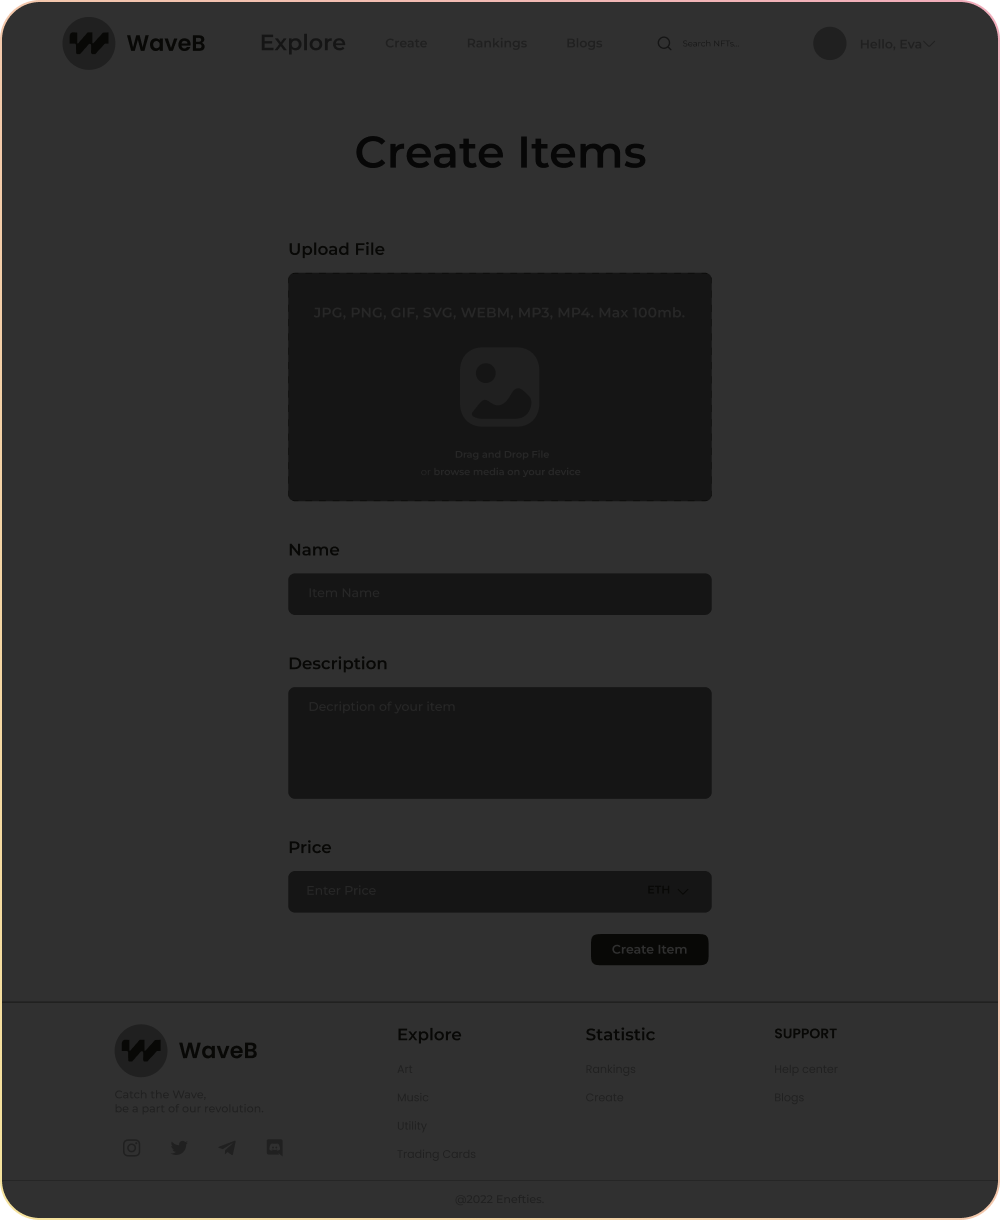 WaveB
Explore
Create
Rankings
Blogs
Search NFTs...
Hello, Eva
Create Items
Upload File
JPG, PNG, GIF, SVG, WEBM, MP3, MP4. Max 100mb.
Drag and Drop File
or browse media on your device
Name
Item Name
Description
Decription of your item
Price
Enter Price
ETH
Create Item
WaveB
Catch the Wave,
be a part of our revolution.
Explore
Art
Music
Utility
Trading Cards
Statistic
Rankings
Create
SUPPORT
Help center
Blogs
@2022 Enefties.